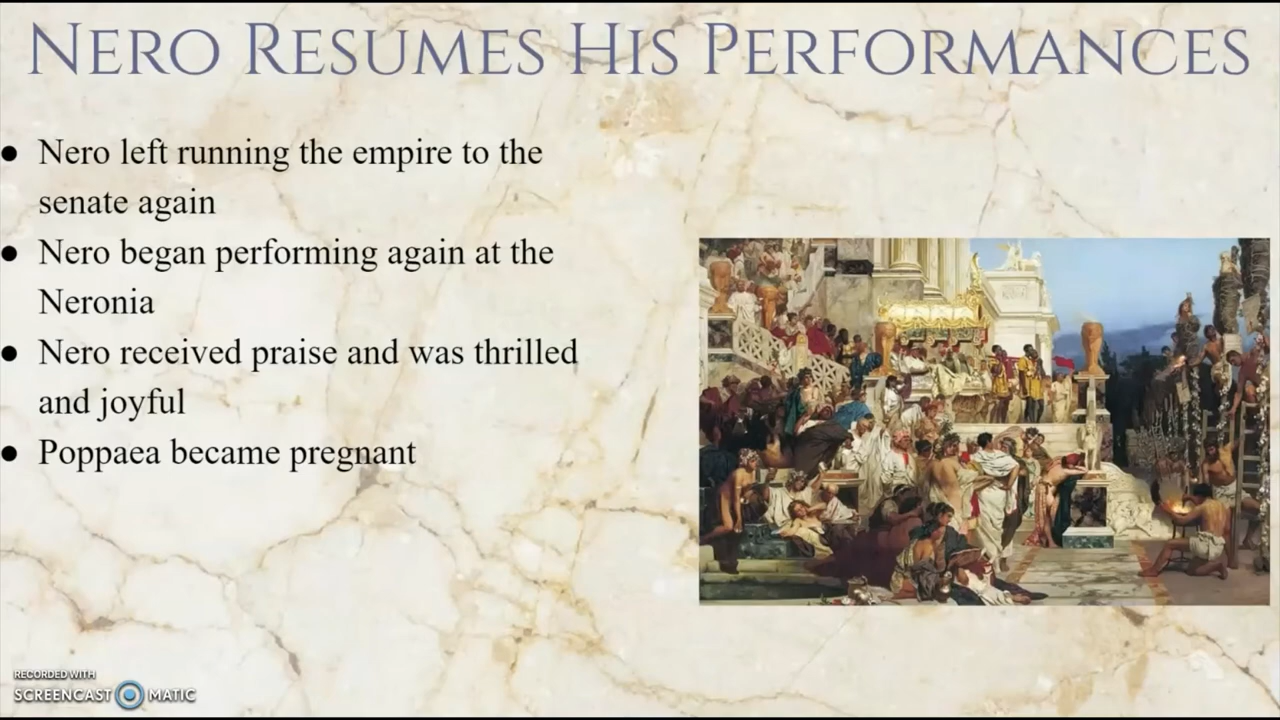 NERO RESUMES HIS PERFORMANCES
● Nero left running the empire to the
senate again
● Nero began performing again at the
Neronia
● Nero received praise and was thrilled
and joyful
● Poppaea became pregnant
RECORDED WITH
SCREENCAST MATIC